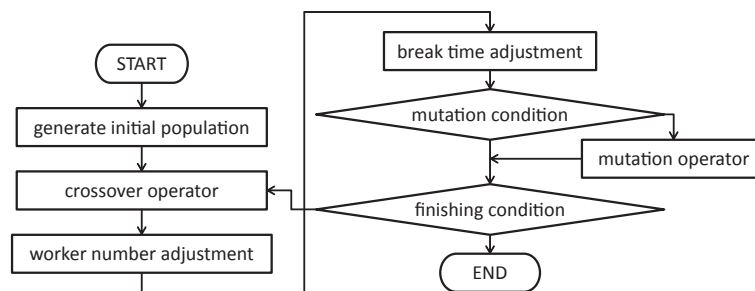 START
generate initial population
crossover operator
worker number adjustment
break time adjustment
mutation condition
mutation operator
finishing condition
END